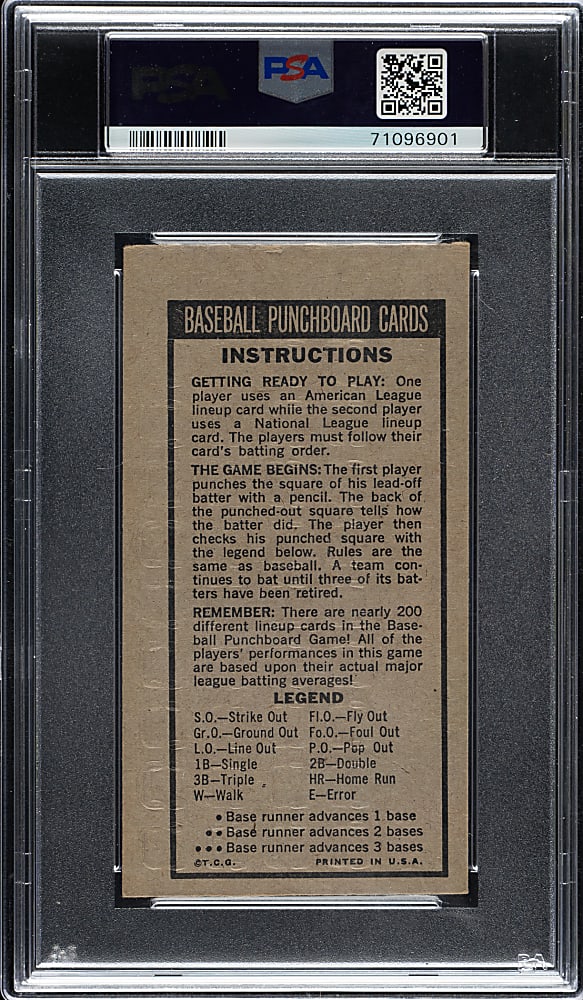 PSA
PSA
71096901
BASEBALL PUNCHBOARD CARDS
INSTRUCTIONS
GETTING READY TO PLAY: One
player uses an American League
lineup card while the second player
uses a National League lineup
card. The players must follow their
card's batting order.
THE GAME BEGINS: The first player
punches the square of his lead-off
batter with a pencil. The back of
the punched-out square tells how
the batter did. The player then
checks his punched square with
the legend below. Rules are the
same as baseball. A team con-
tinues to bat until three of its bat-
ters have been retired.
REMEMBER: There are nearly 200
different lineup cards in the Base-
ball Punchboard Game! All of the
players' performances in this game
are based upon their actual major
league batting averages!
LEGEND
S.O.—Strike Out Fl.O.—Fly Out
Gr.O.—Ground Out Fo.O.—Foul Out
L.O.—Line Out P.O.—Pop Out
1B—Single 2B—Double
3B—Triple HR—Home Run
W—Walk E—Error
• Base runner advances 1 base
•• Base runner advances 2 bases
••• Base runner advances 3 bases
©T.C.G. PRINTED IN U.S.A.